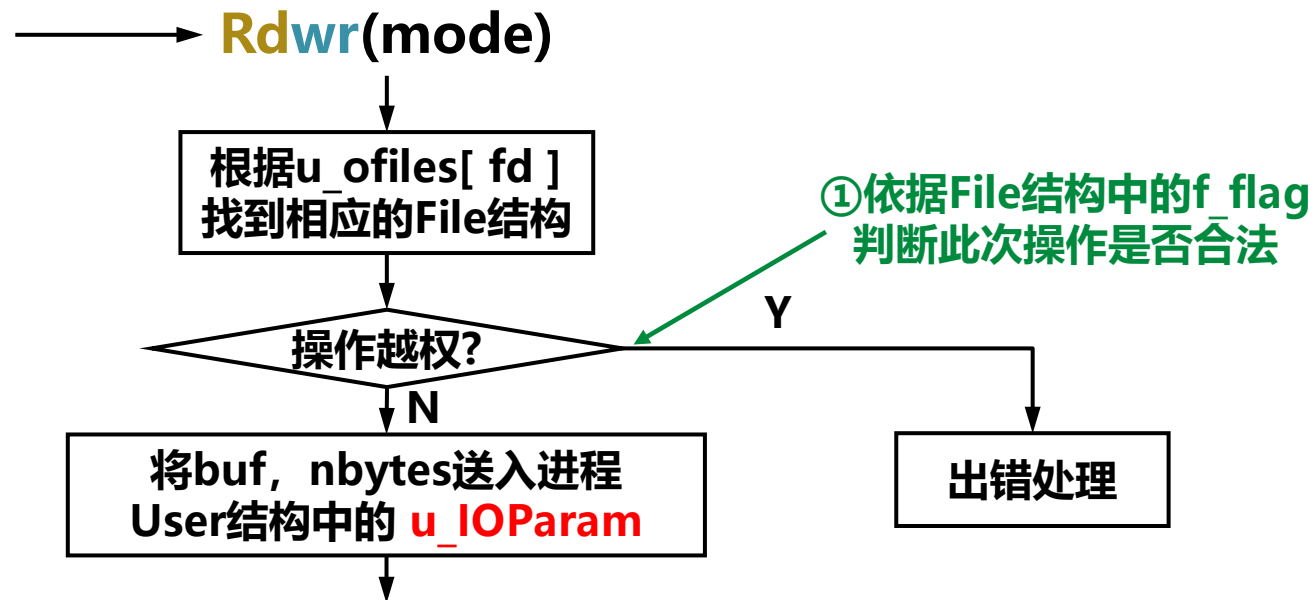 Rdwr(mode)
根据u_ofiles[ fd ]
找到相应的File结构
①依据File结构中的f_flag
判断此次操作是否合法
操作越权?
Y
N
将buf，nbytes送入进程
User结构中的 u_IOParam
出错处理